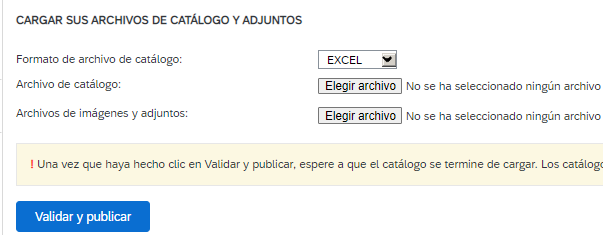 CARGAR SUS ARCHIVOS DE CATÁLOGO Y ADJUNTOS
Formato de archivo de catálogo: EXCEL
Archivo de catálogo: Elegir archivo No se ha seleccionado ningún archivo
Archivos de imágenes y adjuntos: Elegir archivo No se ha seleccionado ningún archivo
! Una vez que haya hecho clic en Validar y publicar, espere a que el catálogo se termine de cargar. Los catálogo
Validar y publicar